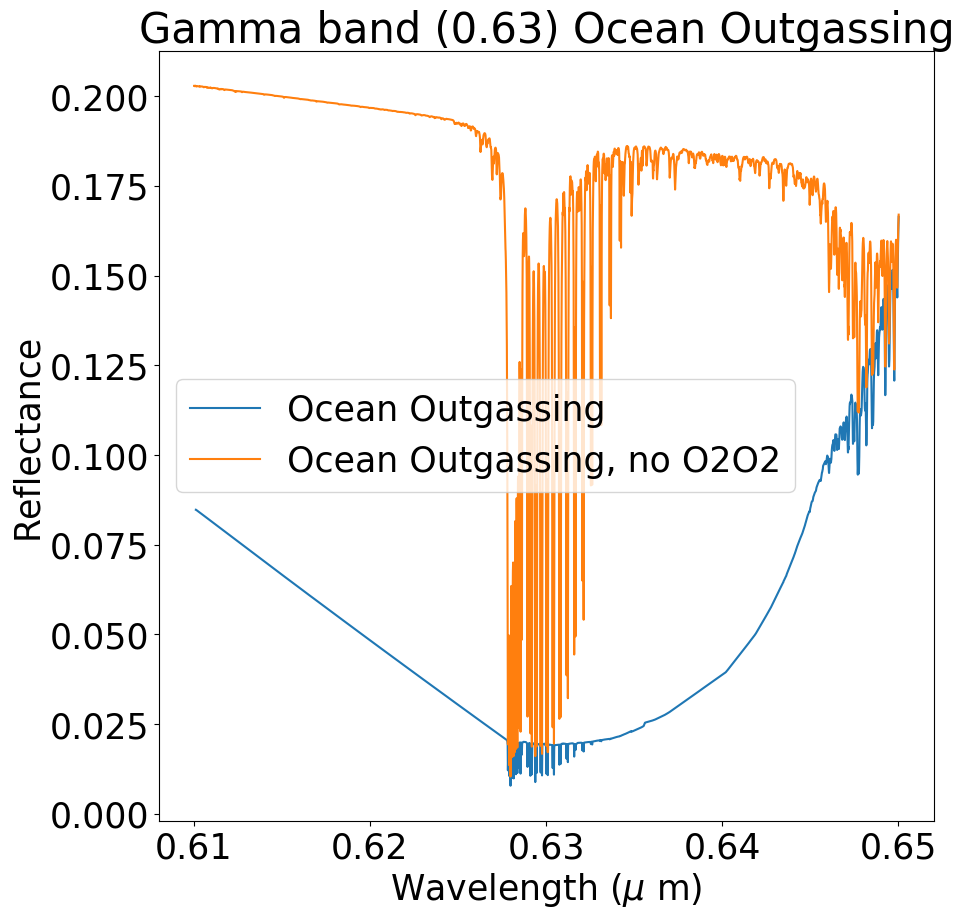 Gamma band (0.63) Ocean Outgassing
0.200
0.175
0.150
0.125
0.100
0.075
0.050
0.025
0.000
Reflectance
Ocean Outgassing
Ocean Outgassing, no O2O2
0.61 0.62 0.63 0.64 0.65
Wavelength (μ m)